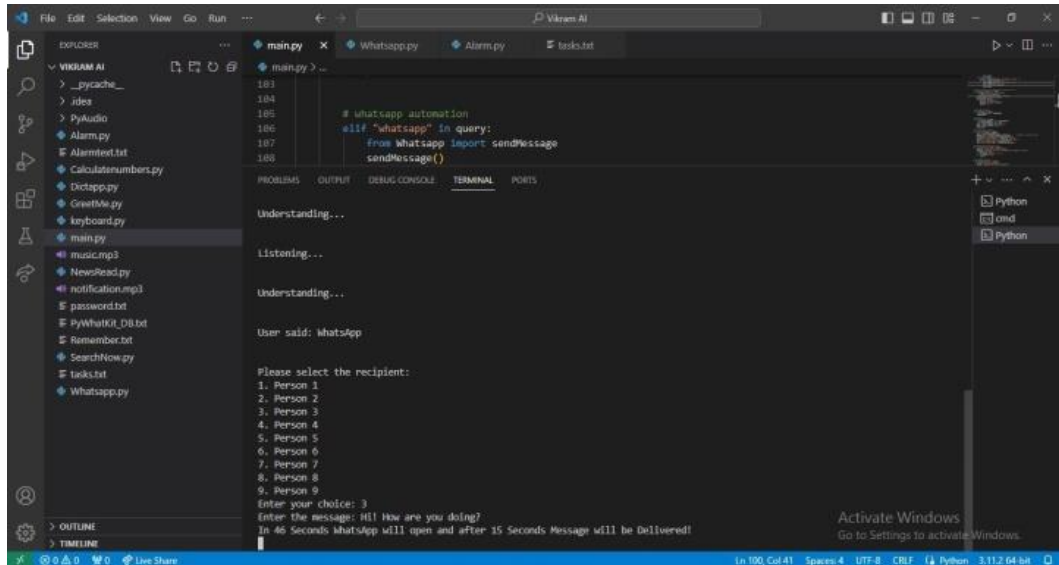 File Edit Selection View Go Run ···
Vikram AI
EXPLORER ···
VIKRAM AI
> __pycache__
> .idea
> PyAudio
Alarm.py
Alarmtext.txt
Calculatenumbers.py
Dictapp.py
GreetMe.py
keyboard.py
main.py
music.mp3
NewsRead.py
notification.mp3
password.txt
PyWhatKit_DB.txt
Remember.txt
SearchNow.py
tasks.txt
Whatsapp.py
> OUTLINE
> TIMELINE
main.py × Whatsapp.py Alarm.py tasks.txt
main.py > ...
103
104
105 # whatsapp automation
106 elif "whatsapp" in query:
107 from Whatsapp import sendMessage
108 sendMessage()
PROBLEMS OUTPUT DEBUG CONSOLE TERMINAL PORTS
Understanding...
Listening...
Understanding...
User said: WhatsApp
Please select the recipient:
1. Person 1
2. Person 2
3. Person 3
4. Person 4
5. Person 5
6. Person 6
7. Person 7
8. Person 8
9. Person 9
Enter your choice: 3
Enter the message: Hi! How are you doing?
In 46 Seconds WhatsApp will open and after 15 Seconds Message will be Delivered!
Python
cmd
Python
Activate Windows
Go to Settings to activate Windows.
0 0 0 Live Share
Ln 100, Col 41 Spaces: 4 UTF-8 CRLF Python 3.11.2 64-bit